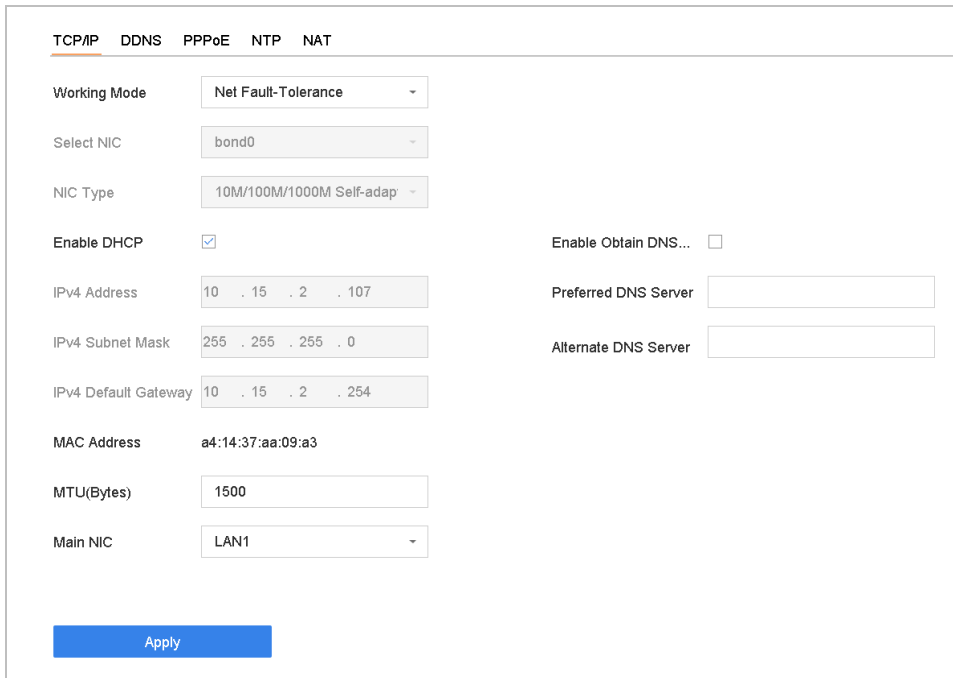 TCP/IP DDNS PPPoE NTP NAT
Working Mode Net Fault-Tolerance
Select NIC bond0
NIC Type 10M/100M/1000M Self-adap
Enable DHCP Enable Obtain DNS...
IPv4 Address 10 . 15 . 2 . 107 Preferred DNS Server
IPv4 Subnet Mask 255 . 255 . 255 . 0 Alternate DNS Server
IPv4 Default Gateway 10 . 15 . 2 . 254
MAC Address a4:14:37:aa:09:a3
MTU(Bytes) 1500
Main NIC LAN1
Apply